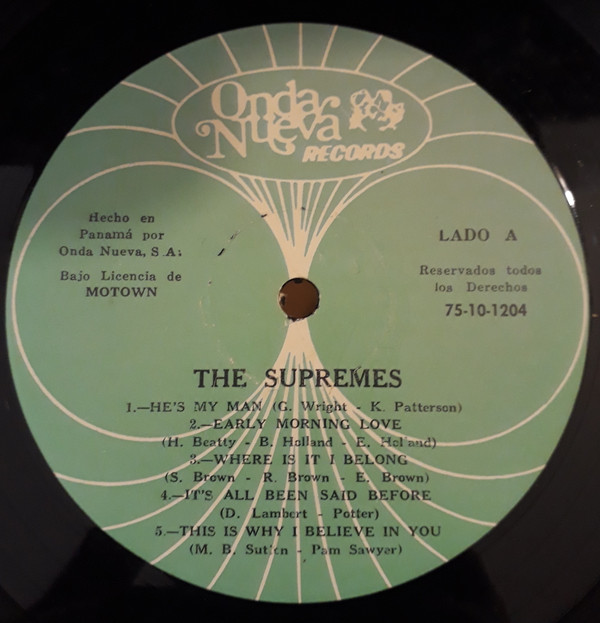 Onda
Nueva
RECORDS
Hecho en
Panamá por
Onda Nueva, S.A.
Bajo Licencia de
MOTOWN
LADO A
Reservados todos
los Derechos
75-10-1204
THE SUPREMES
1.—HE'S MY MAN (G. Wright - K. Patterson)
2.—EARLY MORNING LOVE
(H. Beatty - B. Holland - E. Holland)
3.—WHERE IS IT I BELONG
(S. Brown - R. Brown - E. Brown)
4.—IT'S ALL BEEN SAID BEFORE
(D. Lambert - Potter)
5.—THIS IS WHY I BELIEVE IN YOU
(M. B. Sutton - Pam Sawyer)